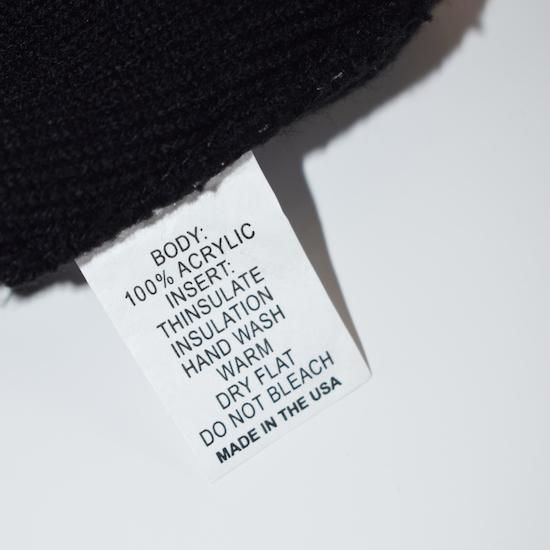 BODY:
100% ACRYLIC
INSERT:
THINSULATE
INSULATION
HAND WASH
WARM
DRY FLAT
DO NOT BLEACH
MADE IN THE USA